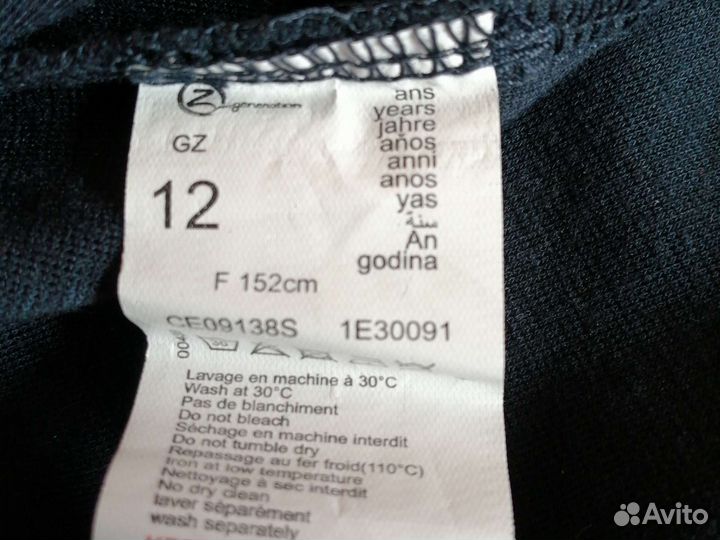 Z generation
GZ
12
ans
years
jahre
años
anni
anos
yas
سنة
An
godina
F 152cm
CE09138S 1E30091
30
Lavage en machine à 30°C
Wash at 30°C
Pas de blanchiment
Do not bleach
Séchage en machine interdit
Do not tumble dry
Repassage au fer froid(110°C)
Iron at low temperature
Nettoyage à sec interdit
No dry clean
laver séparément
wash separately
Avito